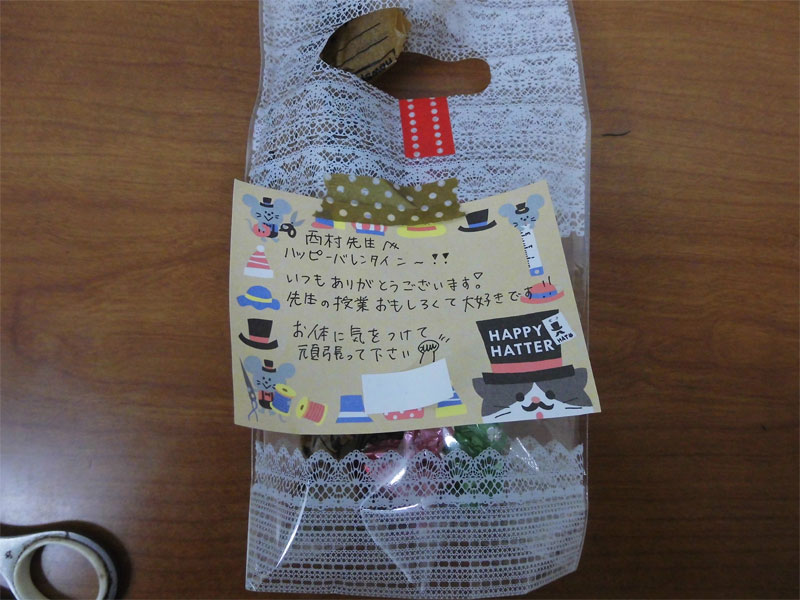 西村先生へ
ハッピーバレンタイン～!!
いつもありがとうございます♡
先生の授業おもしろくて大好きです!!
お体に気をつけて
頑張って下さい
HAPPY
HATTER